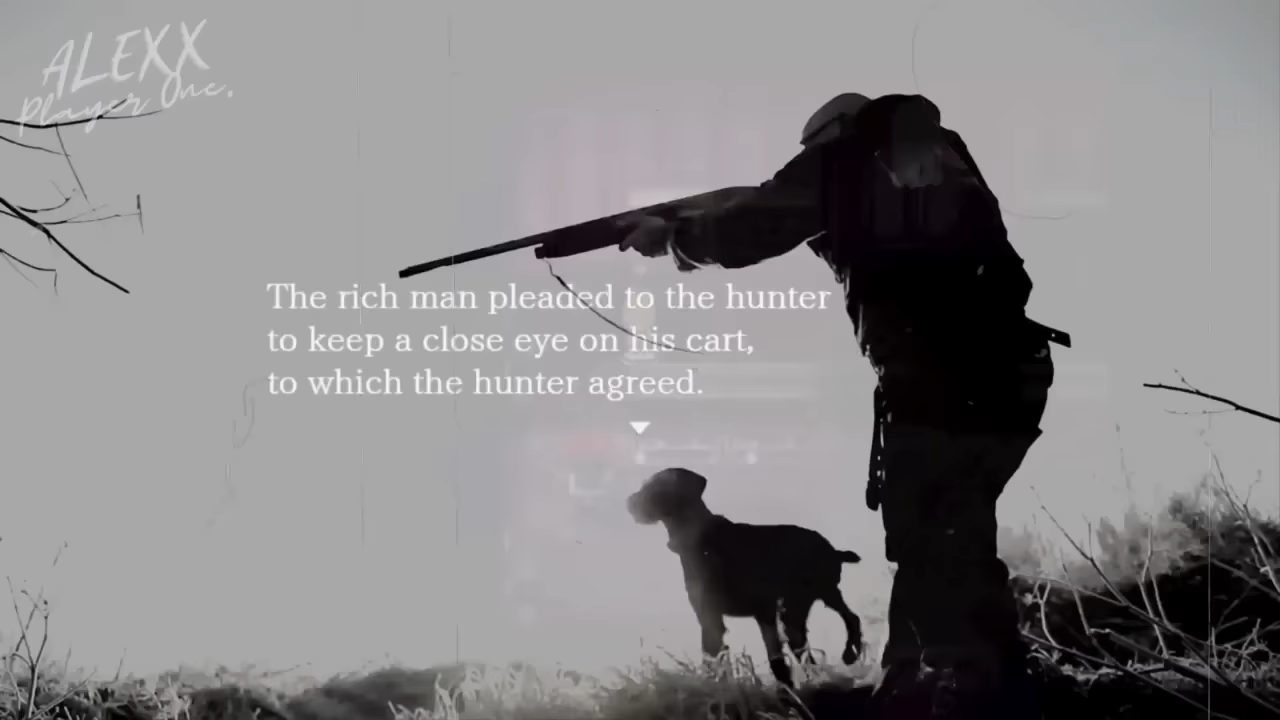 ALEXX
Player One.
The rich man pleaded to the hunter
to keep a close eye on his cart,
to which the hunter agreed.